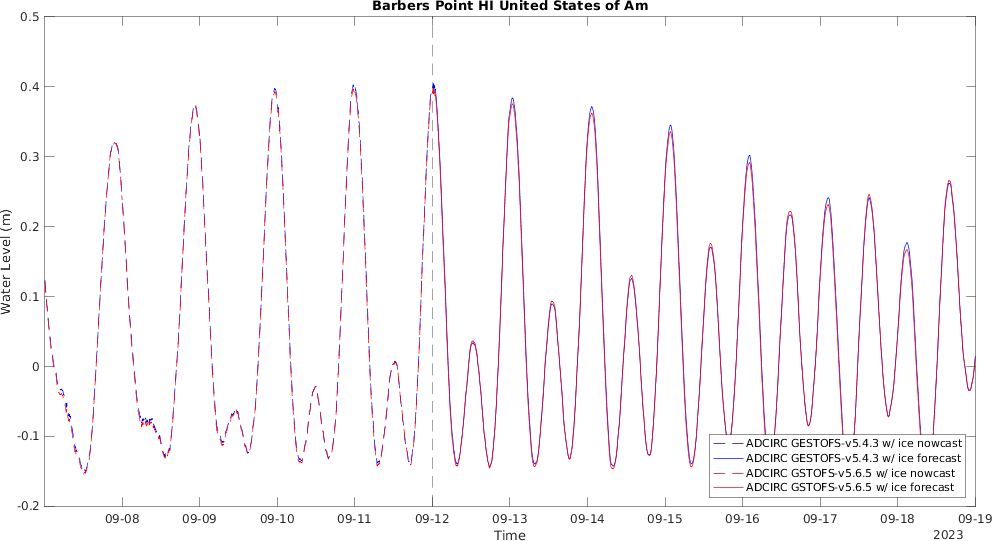 Barbers Point HI United States of Am
0.5
0.4
0.3
0.2
0.1
0
-0.1
-0.2
Water Level (m)
ADCIRC GESTOFS-v5.4.3 w/ ice nowcast
ADCIRC GESTOFS-v5.4.3 w/ ice forecast
ADCIRC GSTOFS-v5.6.5 w/ ice nowcast
ADCIRC GSTOFS-v5.6.5 w/ ice forecast
09-08 09-09 09-10 09-11 09-12 09-13 09-14 09-15 09-16 09-17 09-18 09-19
Time
2023